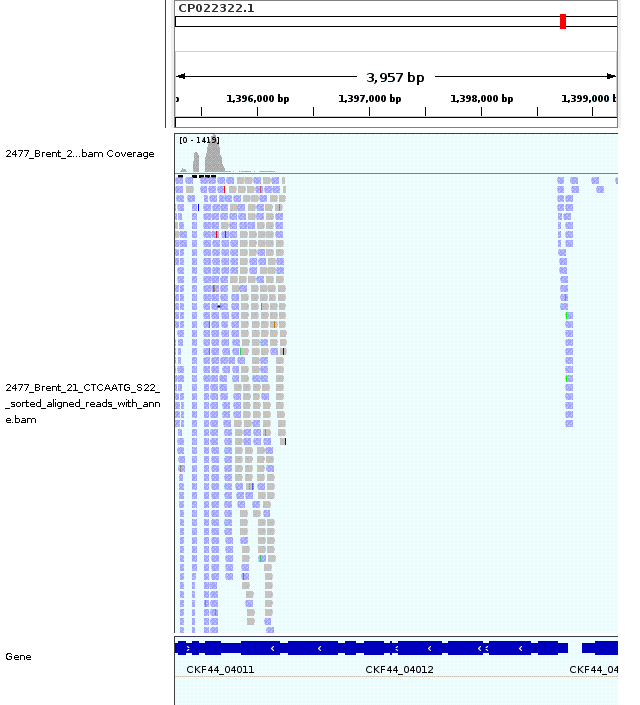 CP022322.1
3,957 bp
1,396,000 bp 1,397,000 bp 1,398,000 bp 1,399,000 b
[0 - 1419]
2477_Brent_2...bam Coverage
2477_Brent_21_CTCAATG_S22_
_sorted_aligned_reads_with_ann
e.bam
Gene
CKF44_04011 CKF44_04012 CKF44_04